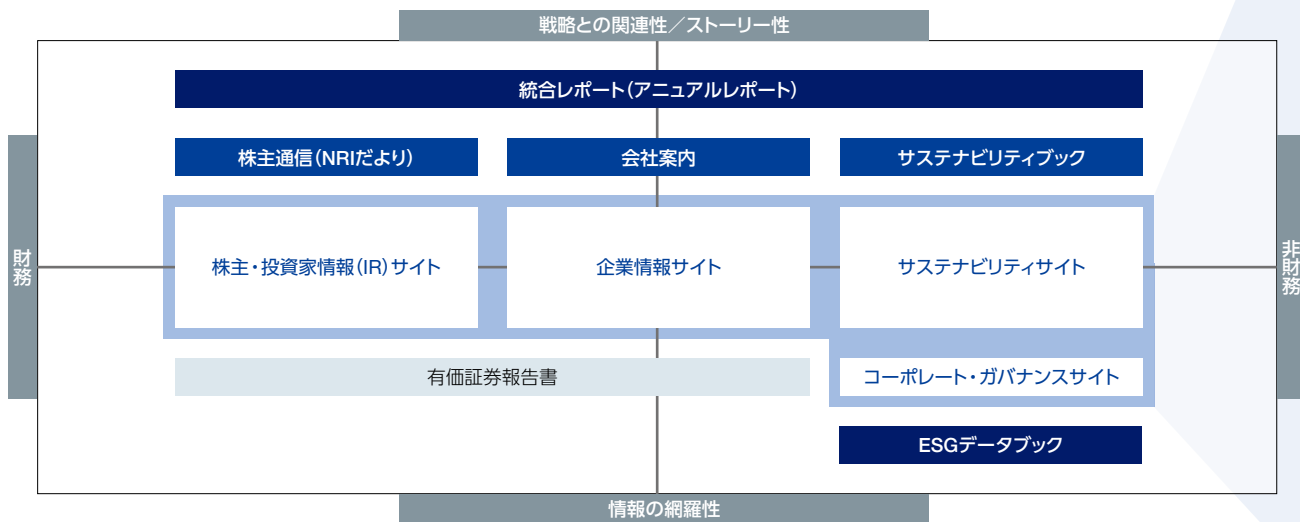 戦略との関連性／ストーリー性
統合レポート（アニュアルレポート）
株主通信（NRIだより）
会社案内
サステナビリティブック
財務
株主・投資家情報（IR）サイト
企業情報サイト
サステナビリティサイト
非財務
有価証券報告書
コーポレート・ガバナンスサイト
ESGデータブック
情報の網羅性